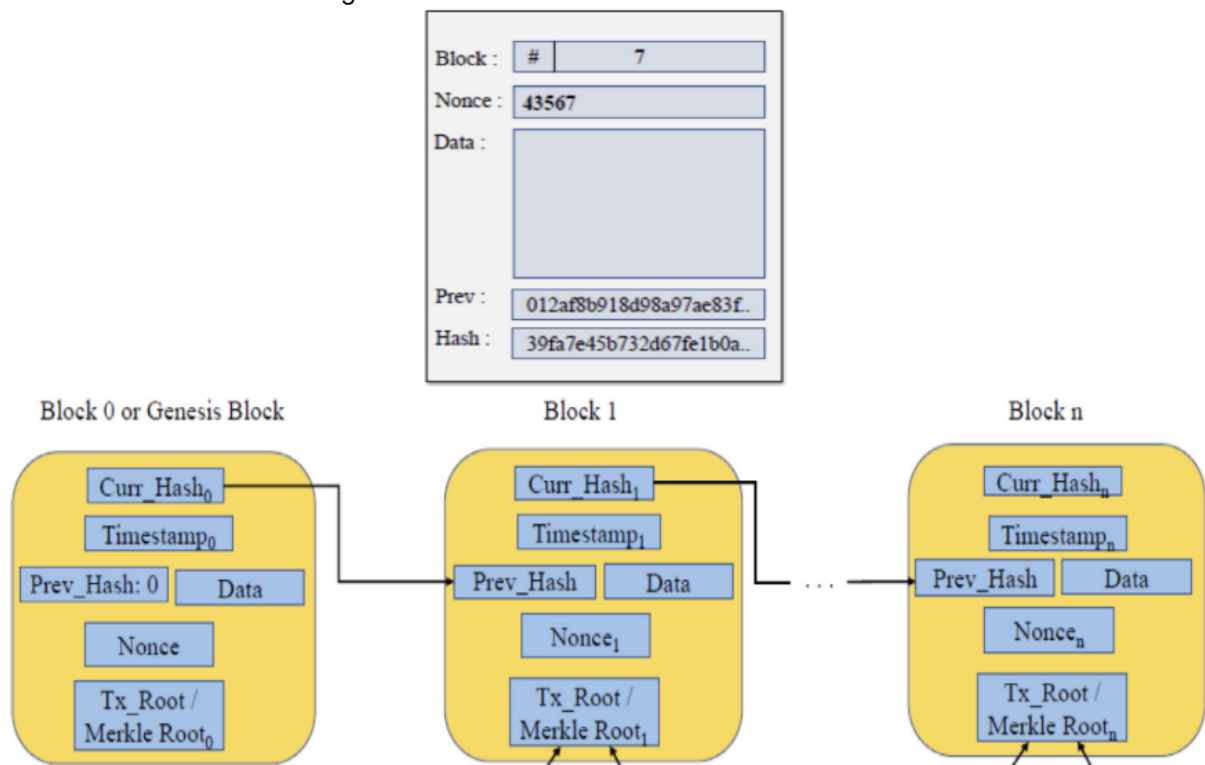 Block : # 7
Nonce : 43567
Data :
Prev : 012af8b918d98a97ae83f..
Hash : 39fa7e45b732d67fe1b0a..
Block 0 or Genesis Block
Curr_Hash0
Timestamp0
Prev_Hash: 0
Data
Nonce
Tx_Root /
Merkle Root0
Block 1
Curr_Hash1
Timestamp1
Prev_Hash
Data
Nonce1
Tx_Root /
Merkle Root1
. . .
Block n
Curr_Hashn
Timestampn
Prev_Hash
Data
Noncen
Tx_Root /
Merkle Rootn